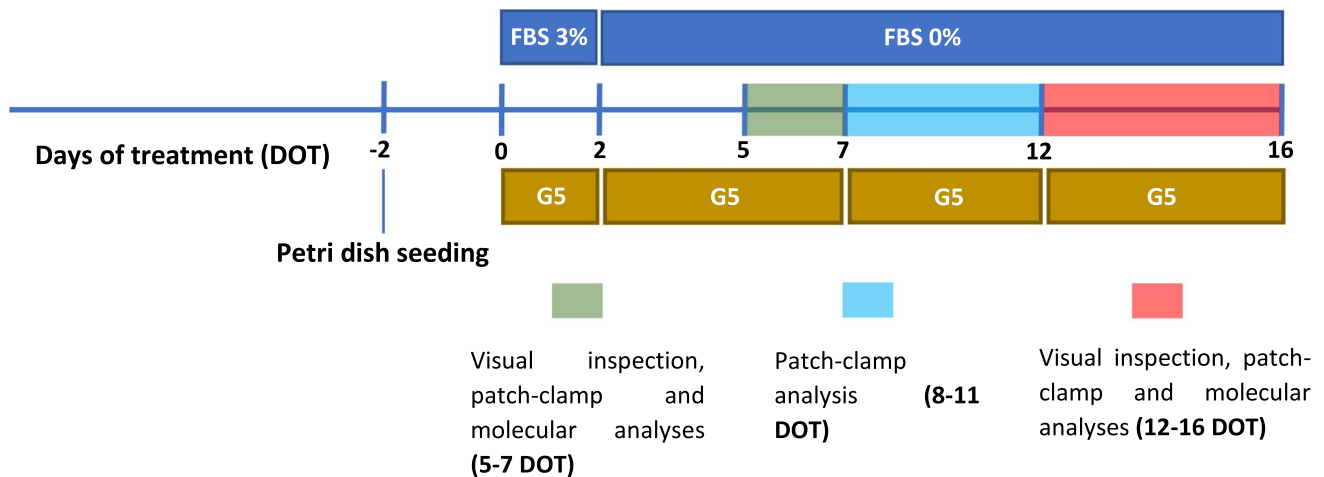 FBS 3% FBS 0%
Days of treatment (DOT) -2 0 2 5 7 12 16
G5 G5 G5 G5
Petri dish seeding
Visual inspection,
patch-clamp and
molecular analyses
(5-7 DOT)
Patch-clamp
analysis (8-11
DOT)
Visual inspection, patch-
clamp and molecular
analyses (12-16 DOT)